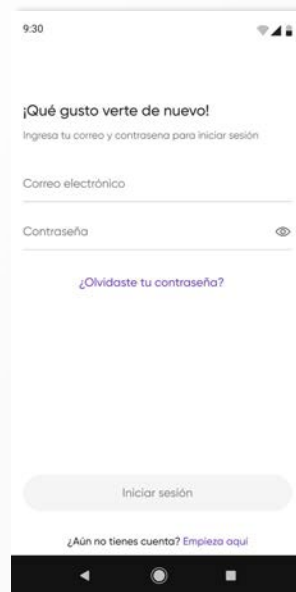 9:30
¡Qué gusto verte de nuevo!
Ingresa tu correo y contrasena para iniciar sesión
Correo electrónico
Contraseña
¿Olvidaste tu contraseña?
Iniciar sesión
¿Aún no tienes cuenta? Empieza aquí